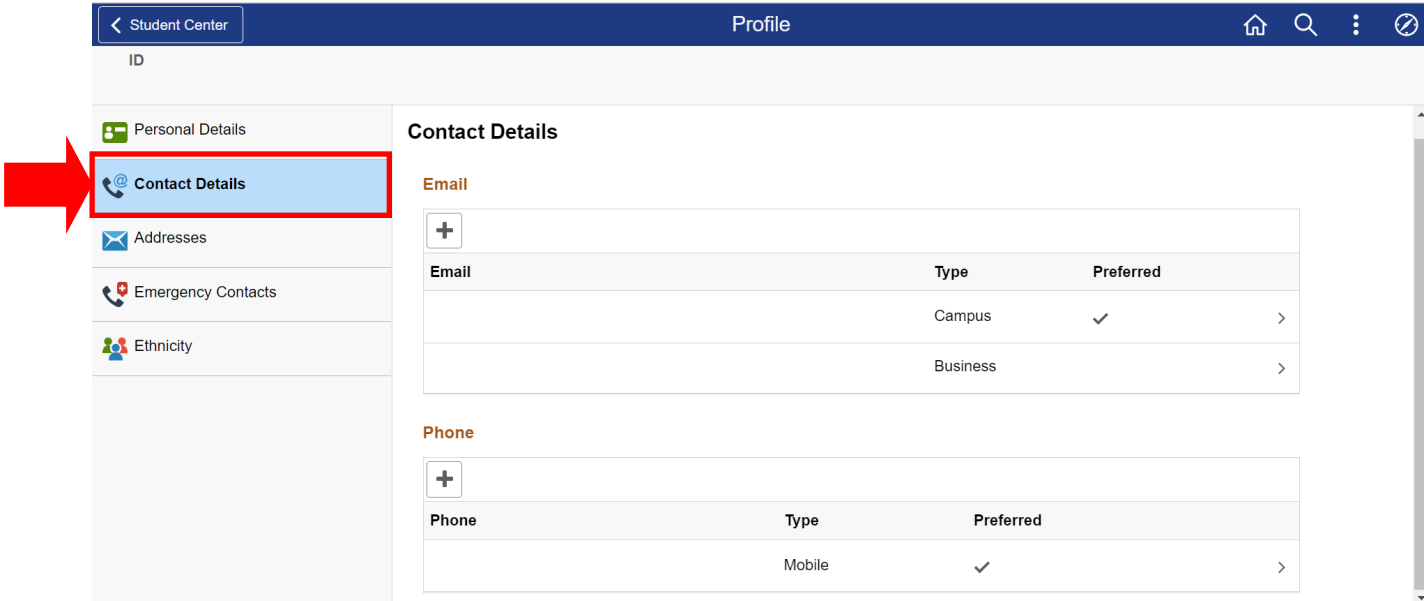 Student Center
Profile
ID
Personal Details
Contact Details
Addresses
Emergency Contacts
Ethnicity
Contact Details
Email
Email Type Preferred
Campus
Business
Phone
Phone Type Preferred
Mobile